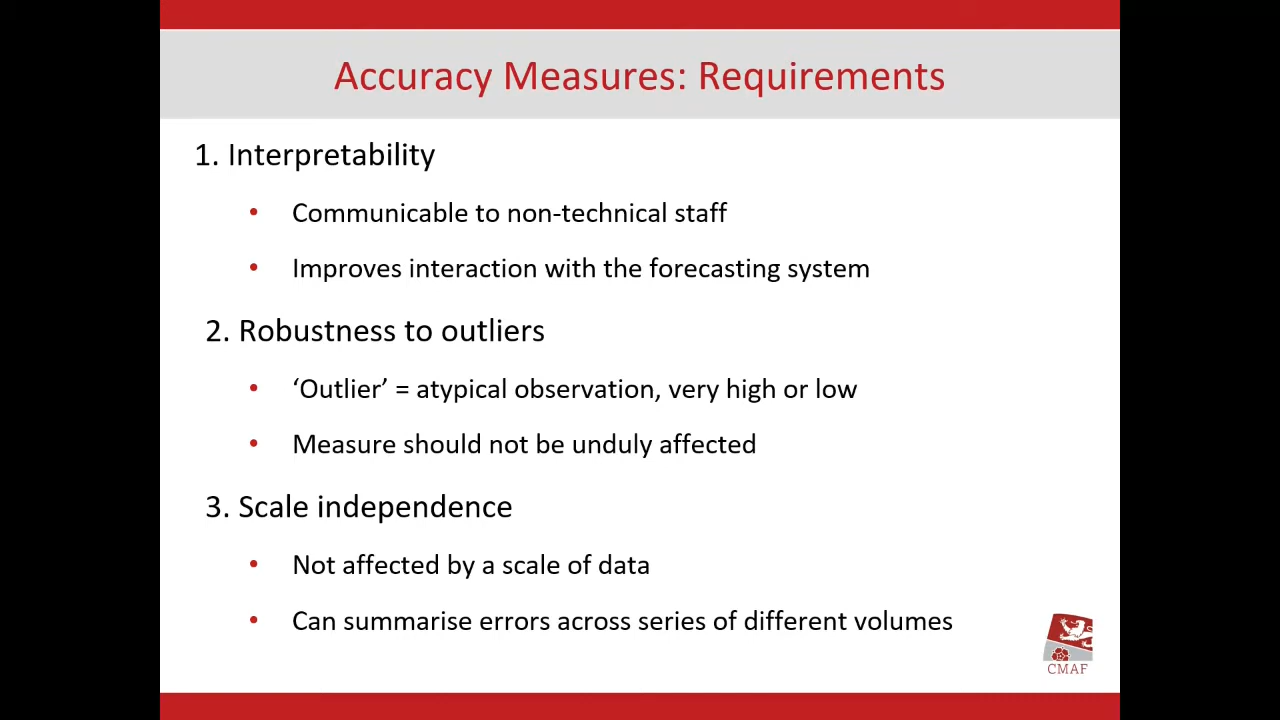 Accuracy Measures: Requirements
1. Interpretability
• Communicable to non-technical staff
• Improves interaction with the forecasting system
2. Robustness to outliers
• ‘Outlier’ = atypical observation, very high or low
• Measure should not be unduly affected
3. Scale independence
• Not affected by a scale of data
• Can summarise errors across series of different volumes
CMAF